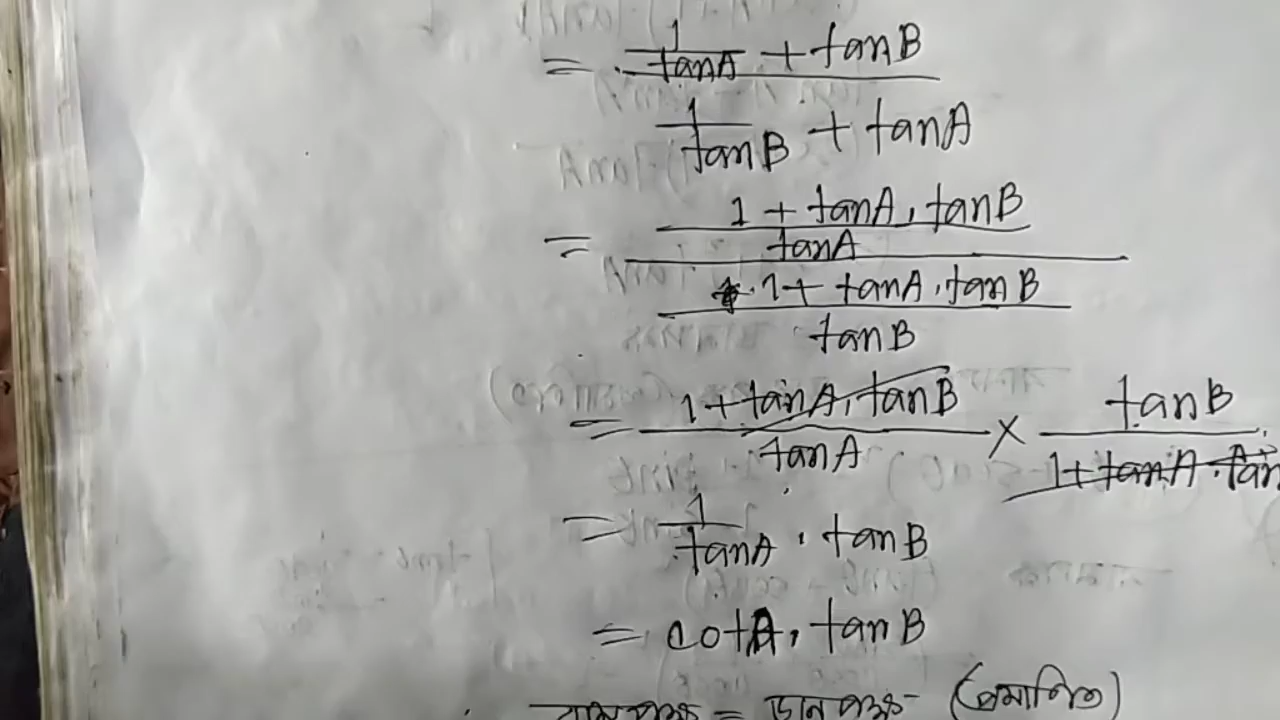 = (1/tanA + tanB) / (1/tanB + tanA)
= ((1 + tanA.tanB)/tanA) / ((1 + tanA.tanB)/tanB)
= (1 + tanA.tanB)/tanA × tanB/(1 + tanA.tan
= 1/tanA . tanB
= cotA. tanB
বামপক্ষ = ডানপক্ষ (প্রমাণিত)